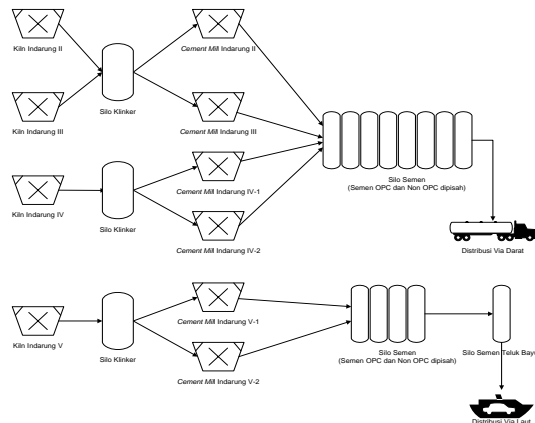 Kiln Indarung II
Cement Mill Indarung II
Silo Klinker
Kiln Indarung III
Cement Mill Indarung III
Cement Mill Indarung IV-1
Silo Semen
(Semen OPC dan Non OPC dipisah)
Kiln Indarung IV
Silo Klinker
Cement Mill Indarung IV-2
Distribusi Via Darat
Cement Mill Indarung V-1
Kiln Indarung V
Silo Klinker
Silo Semen
(Semen OPC dan Non OPC dipisah)
Silo Semen Teluk Bayu
Cement Mill Indarung V-2
Distribusi Via Laut